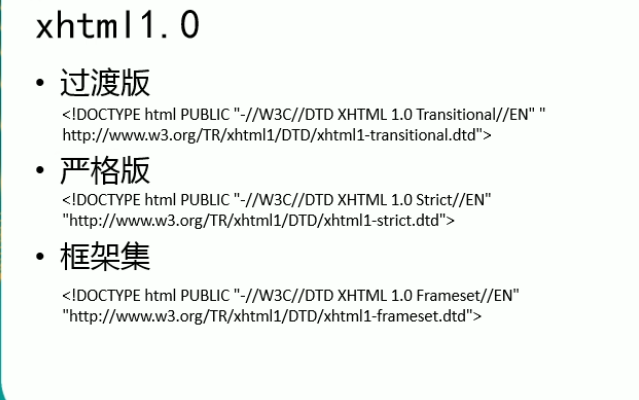 xhtml1.0
• 过渡版
<!DOCTYPE html PUBLIC "-//W3C//DTD XHTML 1.0 Transitional//EN" "
http://www.w3.org/TR/xhtml1/DTD/xhtml1-transitional.dtd">
• 严格版
<!DOCTYPE html PUBLIC "-//W3C//DTD XHTML 1.0 Strict//EN"
"http://www.w3.org/TR/xhtml1/DTD/xhtml1-strict.dtd">
• 框架集
<!DOCTYPE html PUBLIC "-//W3C//DTD XHTML 1.0 Frameset//EN"
"http://www.w3.org/TR/xhtml1/DTD/xhtml1-frameset.dtd">